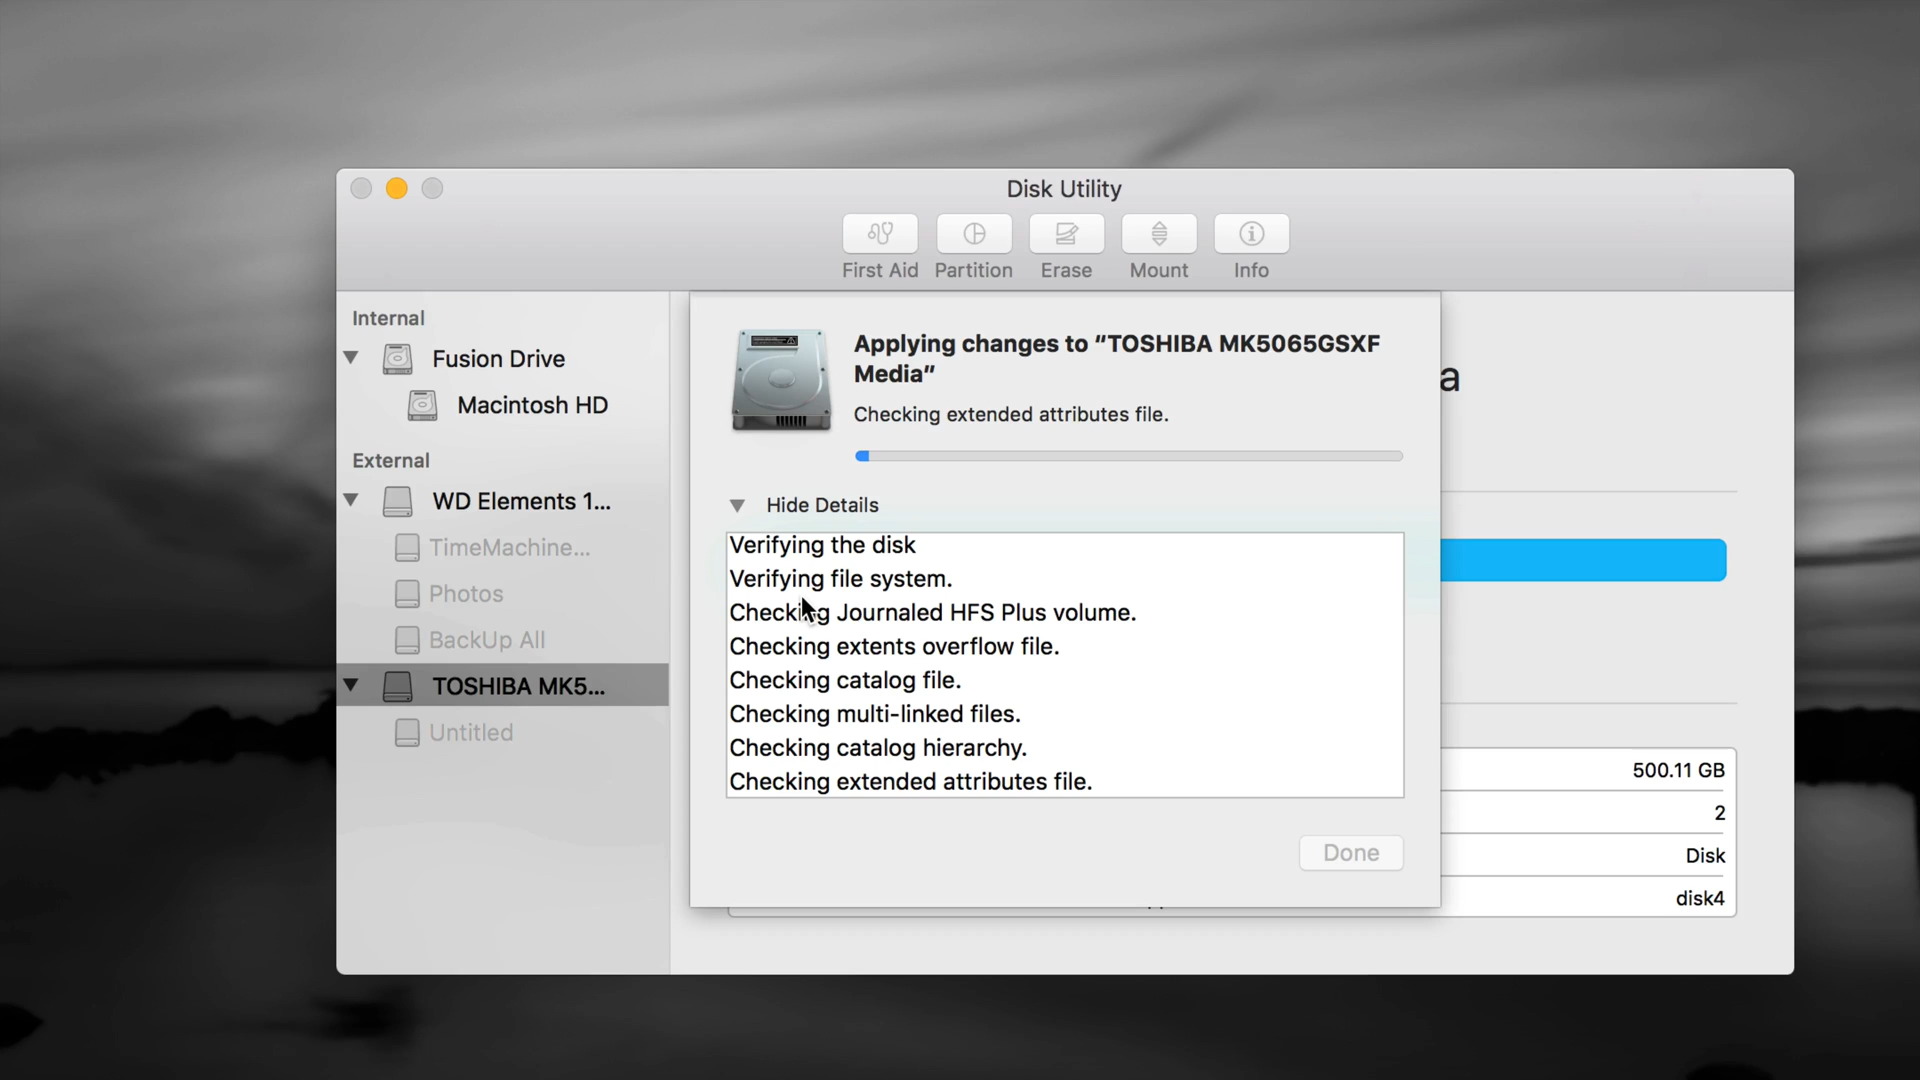 Disk Utility
First Aid
Partition
Erase
Mount
Info
Internal
Fusion Drive
Macintosh HD
External
WD Elements 1...
TimeMachine...
Photos
BackUp All
TOSHIBA MK5...
Untitled
Applying changes to “TOSHIBA MK5065GSXF
Media”
Checking extended attributes file.
Hide Details
Verifying the disk
Verifying file system.
Checking Journaled HFS Plus volume.
Checking extents overflow file.
Checking catalog file.
Checking multi-linked files.
Checking catalog hierarchy.
Checking extended attributes file.
Done
a
500.11 GB
2
Disk
disk4